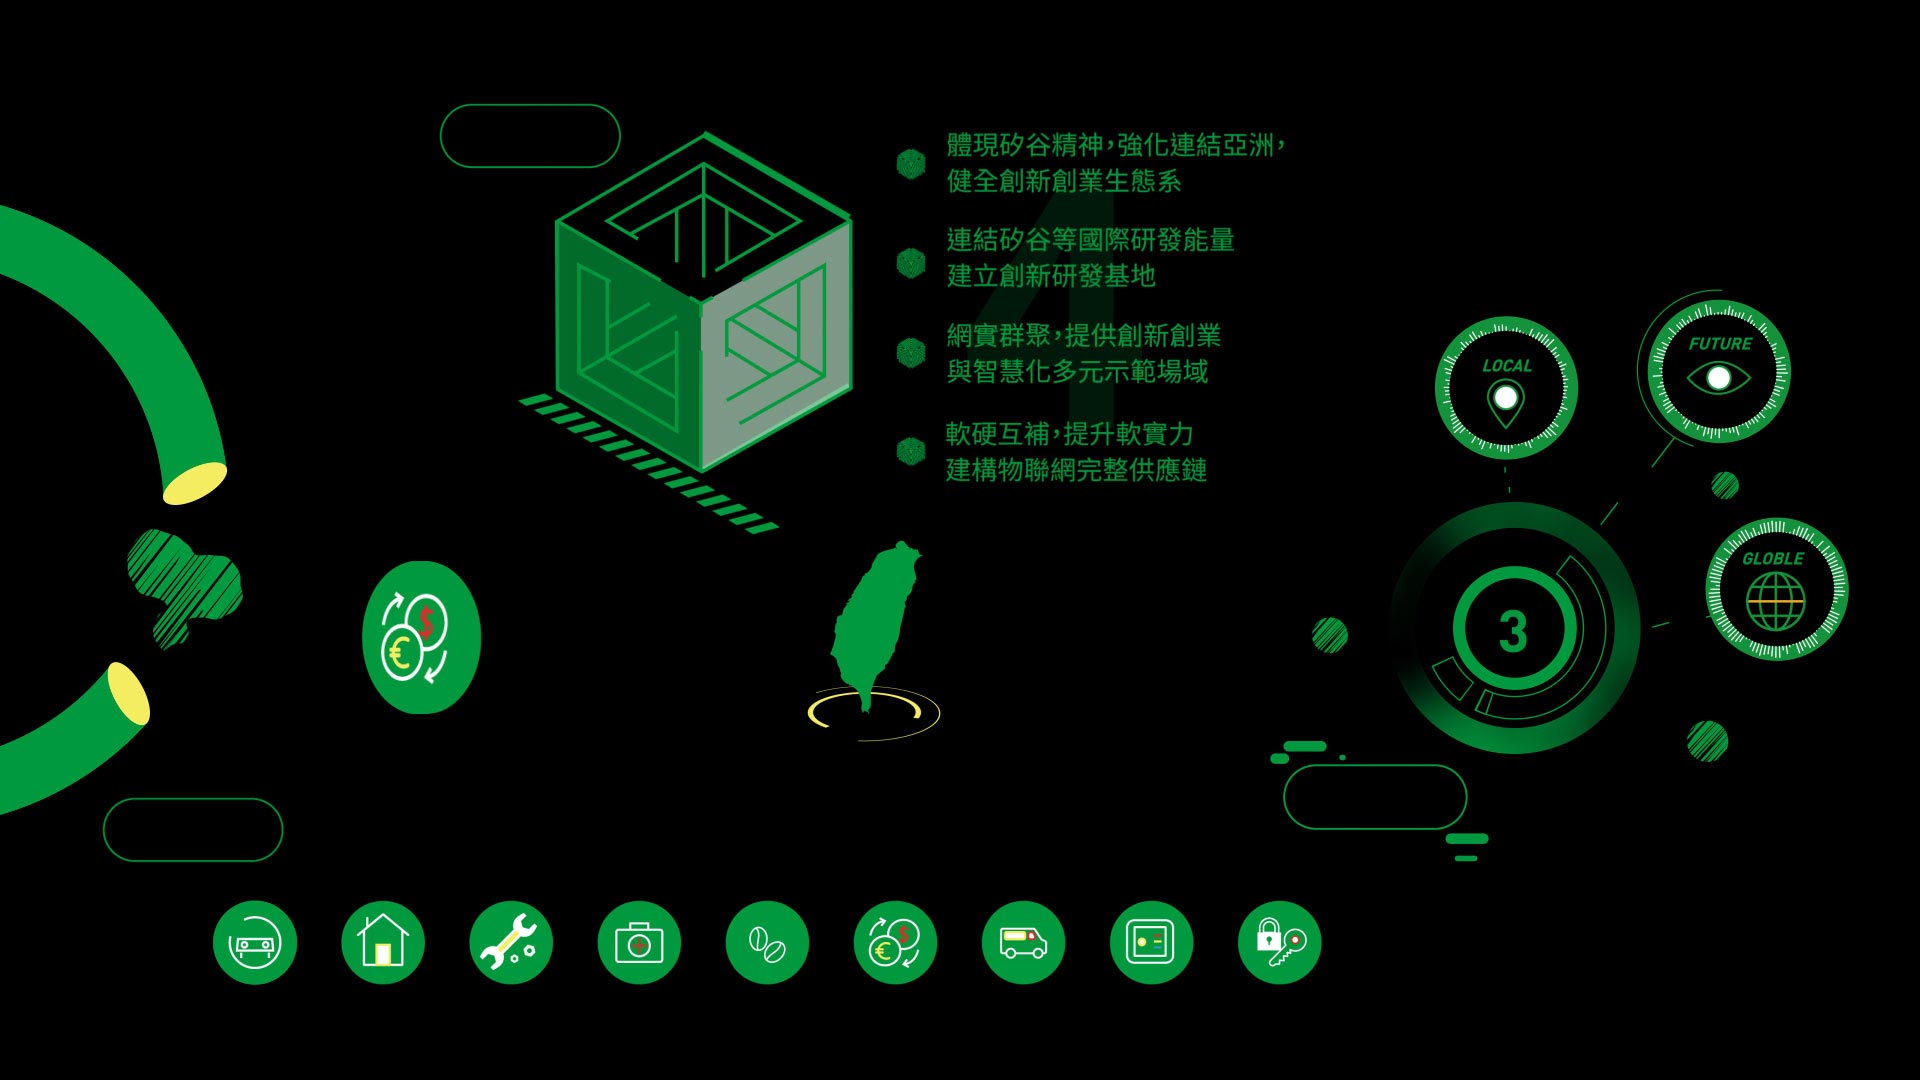 體現矽谷精神，強化連結亞洲，
健全創新創業生態系
連結矽谷等國際研發能量
建立創新研發基地
網實群聚，提供創新創業
與智慧化多元示範場域
軟硬互補，提升軟實力
建構物聯網完整供應鏈
4
LOCAL
FUTURE
GLOBLE
3